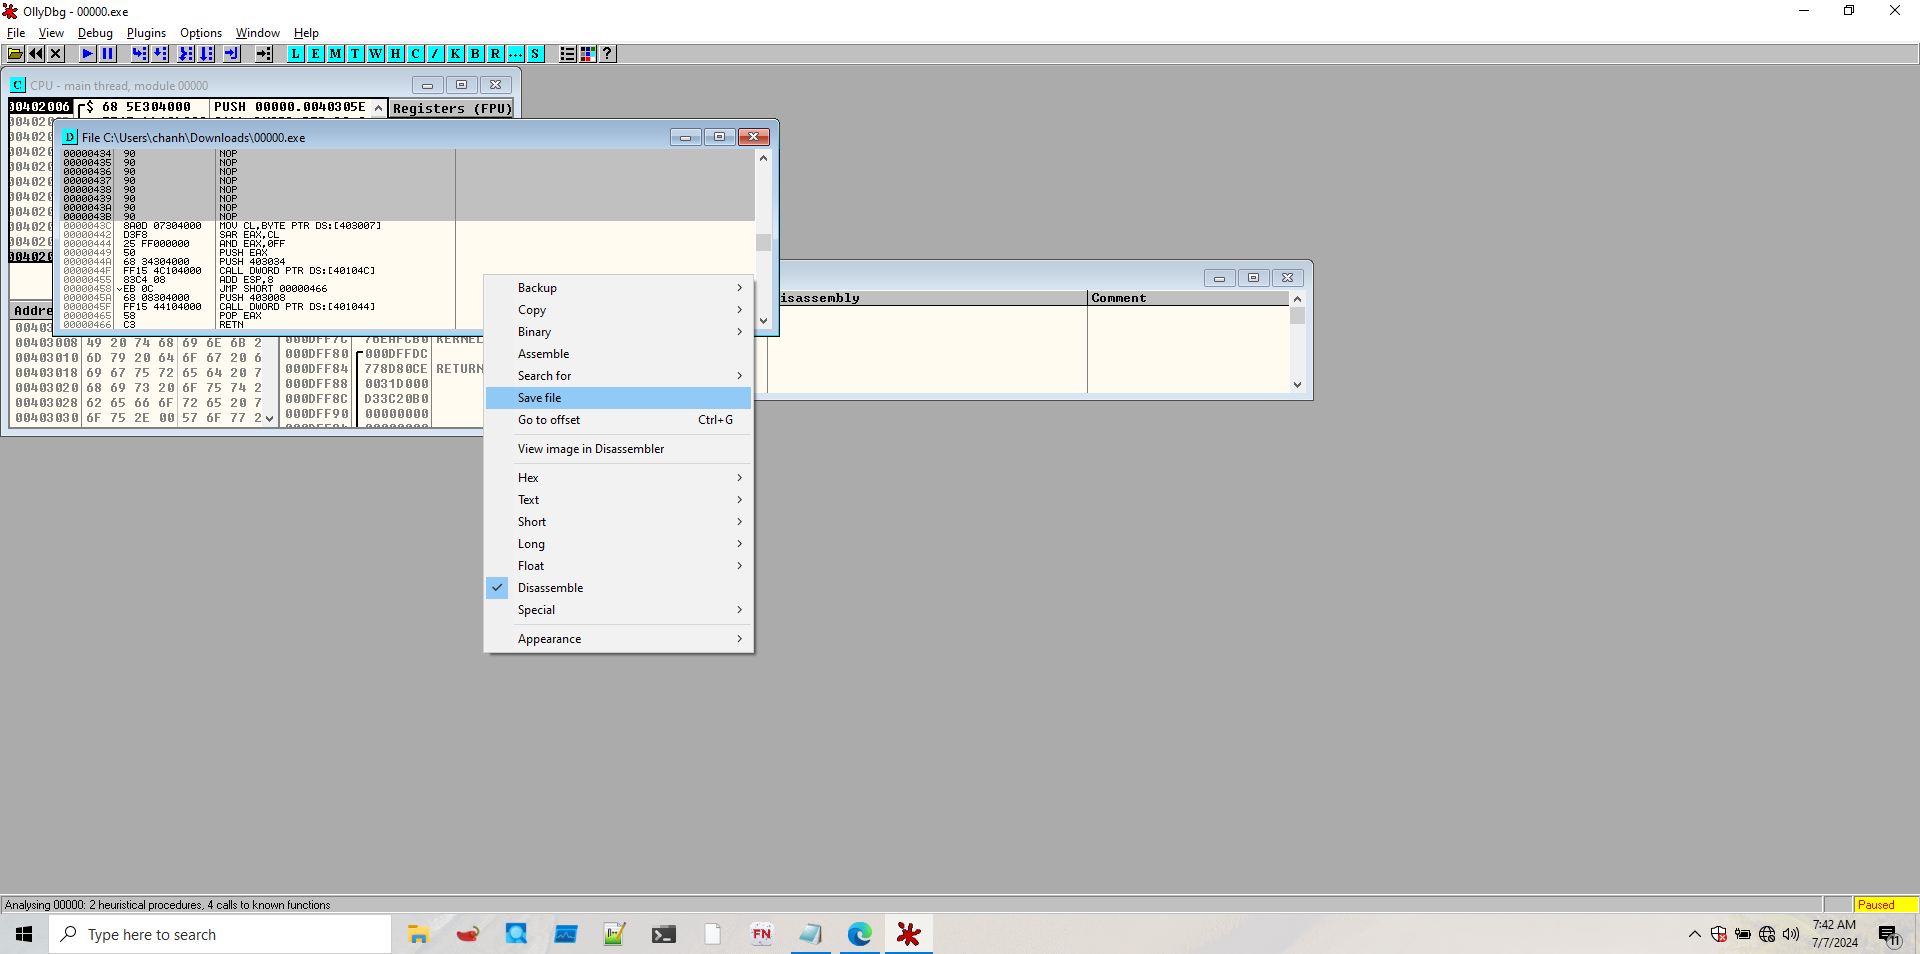 OllyDbg - 00000.exe
File View Debug Plugins Options Window Help
L E M T W H C / K B R ... S ?
C CPU - main thread, module 00000
00402006 $ 68 5E304000 PUSH 00000.0040305E Registers (FPU)
D File C:\Users\chanh\Downloads\00000.exe
00000434 90 NOP
00000435 90 NOP
00000436 90 NOP
00000437 90 NOP
00000438 90 NOP
00000439 90 NOP
0000043A 90 NOP
0000043B 90 NOP
0000043C 8A0D 07304000 MOV CL,BYTE PTR DS:[403007]
00000442 D3F8 SAR EAX,CL
00000444 25 FF000000 AND EAX,0FF
00000449 50 PUSH EAX
0000044A 68 34304000 PUSH 403034
0000044F FF15 4C104000 CALL DWORD PTR DS:[40104C]
00000455 83C4 08 ADD ESP,8
00000458 EB 0C JMP SHORT 00000466
0000045A 68 08304000 PUSH 403008
0000045F FF15 44104000 CALL DWORD PTR DS:[401044]
00000465 58 POP EAX
00000466 C3 RETN
Backup
Copy
Binary
Assemble
Search for
Save file
Go to offset Ctrl+G
View image in Disassembler
Hex
Text
Short
Long
Float
Disassemble
Special
Appearance
isassembly Comment
Addre
00403008 49 20 74 68 69 6E 6B 2
00403010 6D 79 20 64 6F 67 20 6
00403018 69 67 75 72 65 64 20 7
00403020 68 69 73 20 6F 75 74 2
00403028 62 65 66 6F 72 65 20 7
00403030 6F 75 2E 00 57 6F 77 2
000DFF7C 76EAFCB0 KERNEL
000DFF80 000DFFDC
000DFF84 778D80CE RETURN
000DFF88 0031D000
000DFF8C D33C20B0
000DFF90 00000000
Analysing 00000: 2 heuristical procedures, 4 calls to known functions Paused
Type here to search
FN
7:42 AM
7/7/2024
11